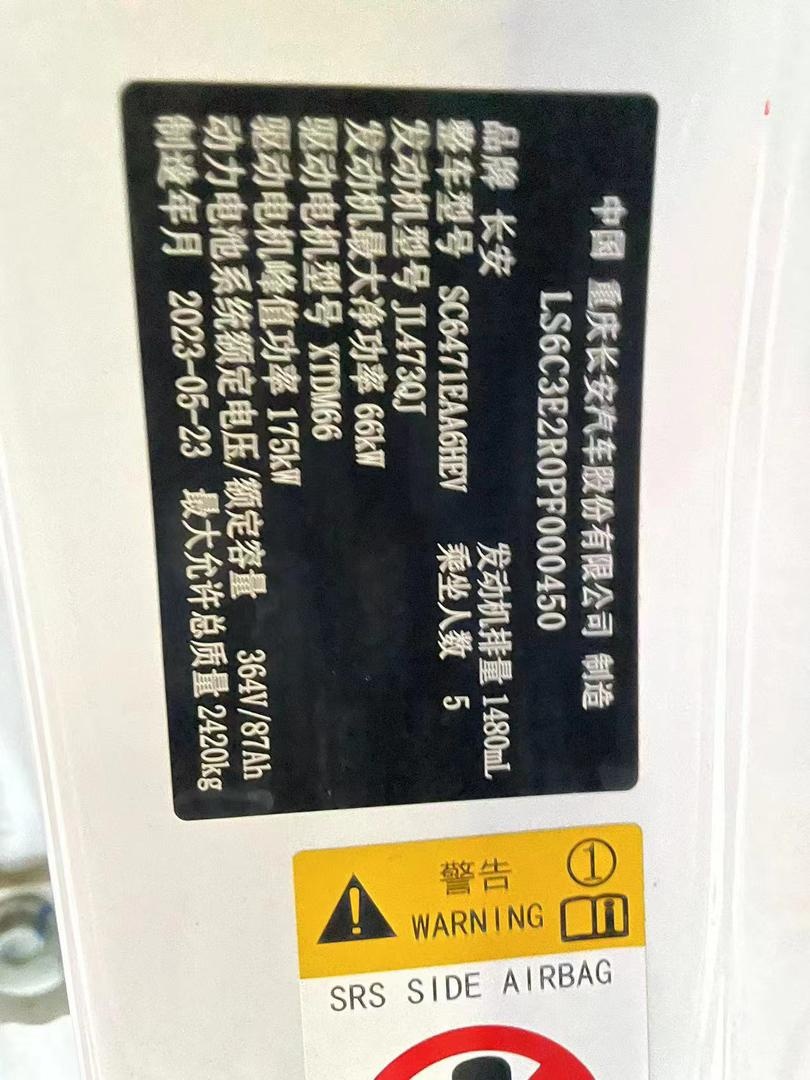 中国 重庆长安汽车股份有限公司 制造
LS6C3E2R0PF000450
品牌 长安 发动机排量 1480mL
整车型号 SC6471EAA6HEV 乘坐人数 5
发动机型号 JL473QJ
发动机最大净功率 66kW
驱动电机型号 XTDM66
驱动电机峰值功率 175kW
动力电池系统额定电压/额定容量 364V/87Ah
制造年月 2023-05-23 最大允许总质量 2420kg
警告 ①
WARNING
SRS SIDE AIRBAG